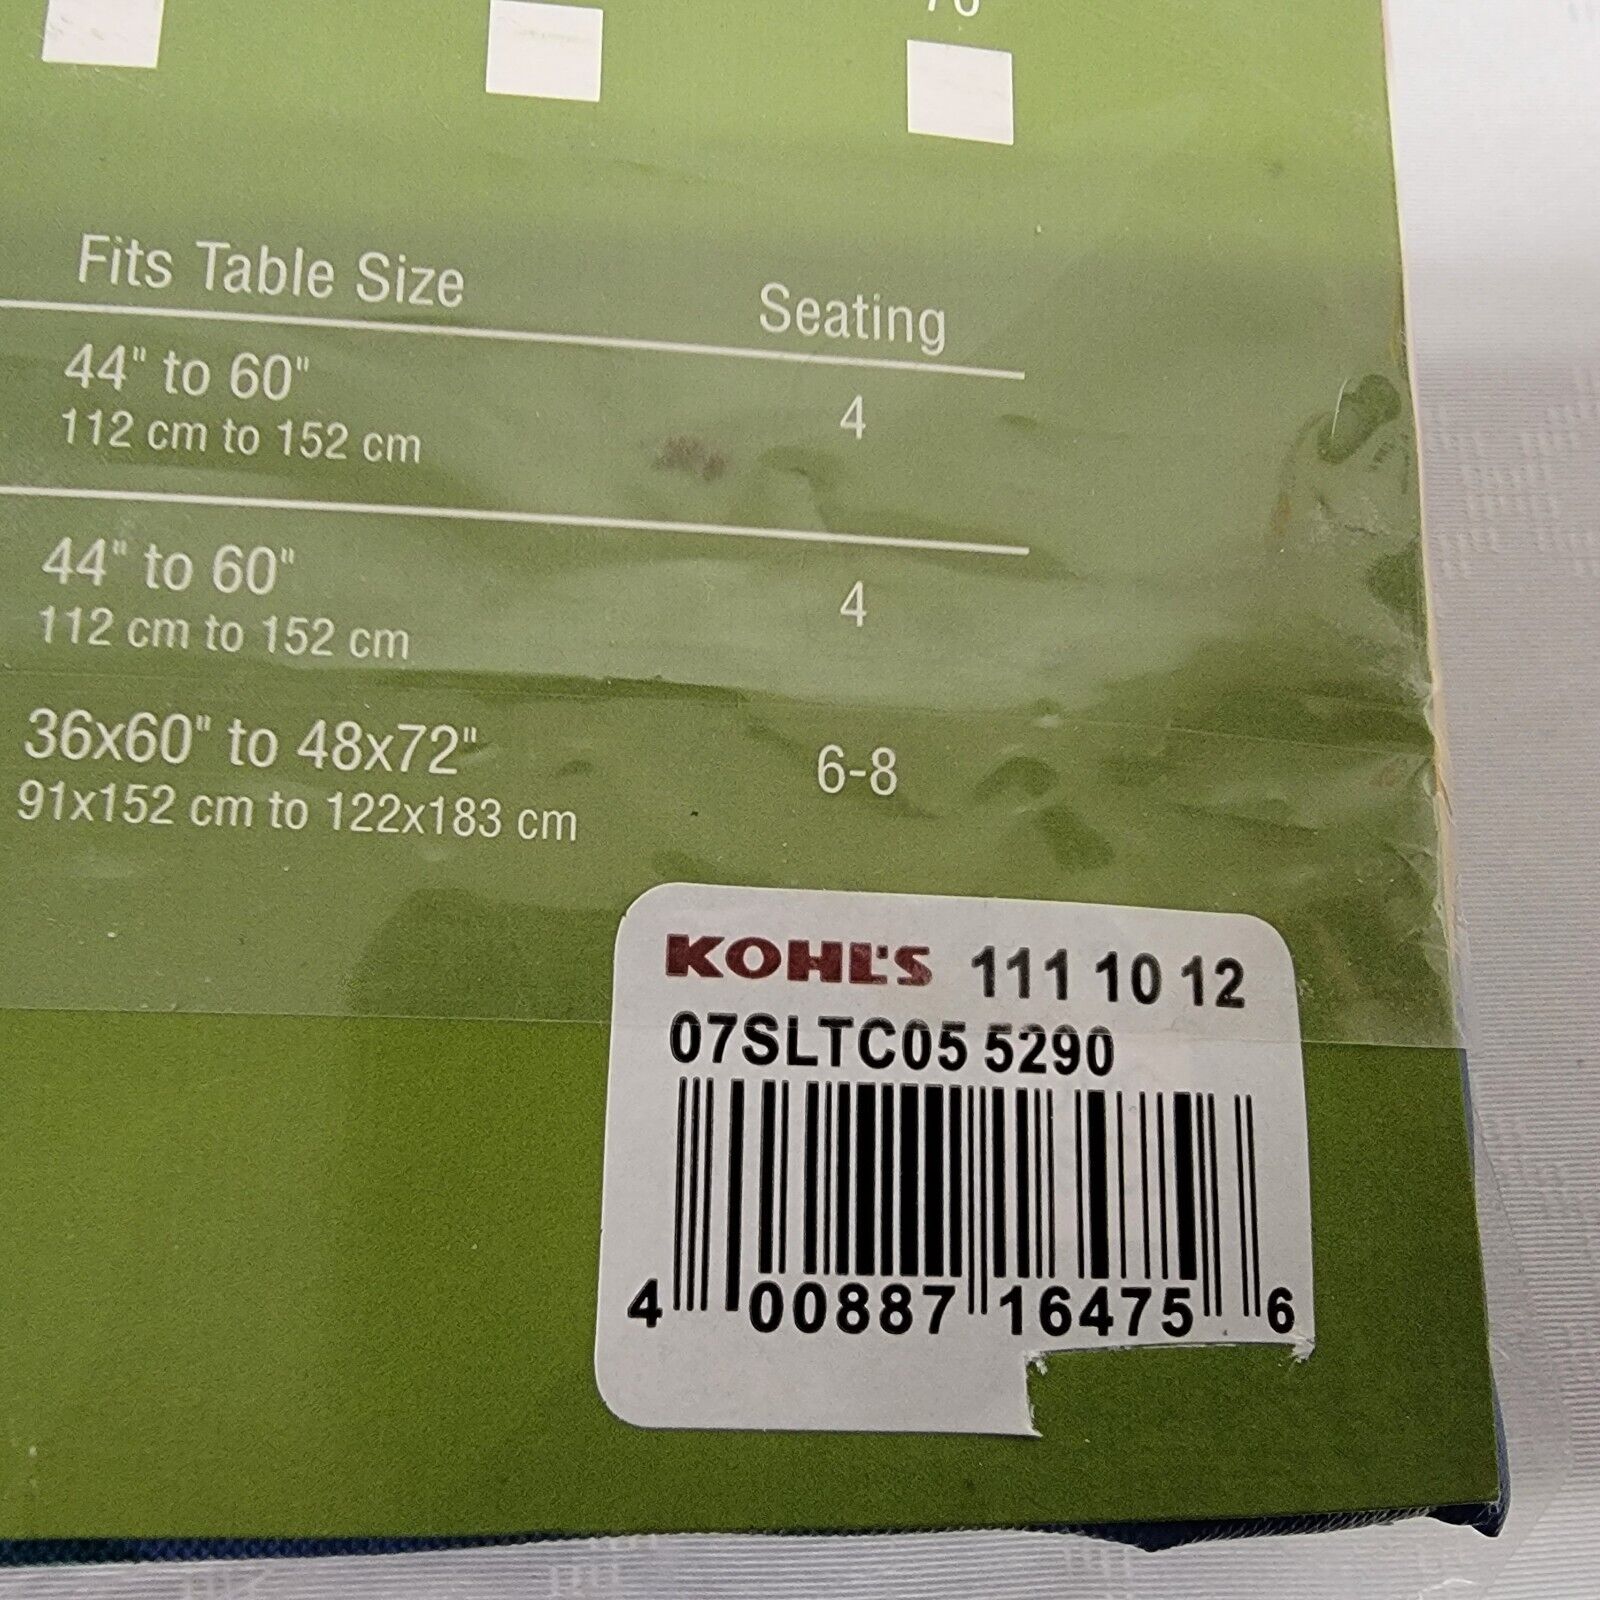 Fits Table Size Seating
44" to 60" 4
112 cm to 152 cm
44" to 60" 4
112 cm to 152 cm
36x60" to 48x72" 6-8
91x152 cm to 122x183 cm
KOHL'S 111 10 12
07SLTC05 5290
4 00887 16475 6